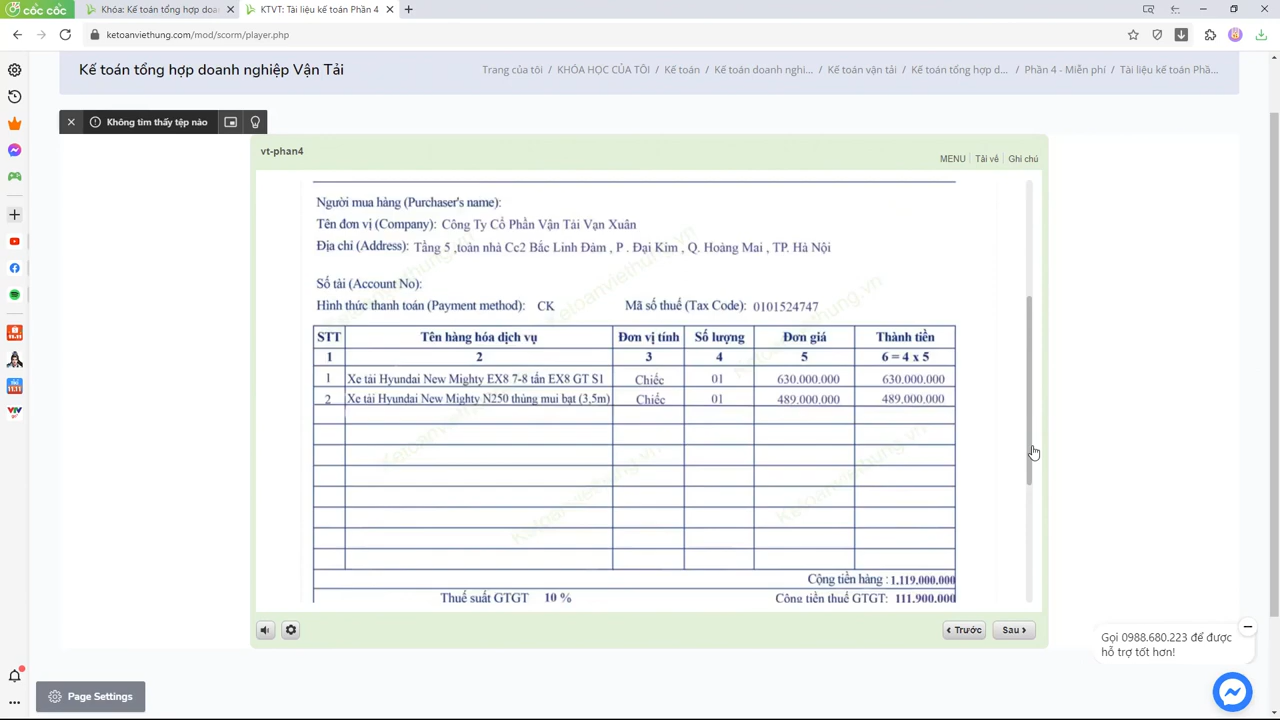 cốc cốc
Khóa: Kế toán tổng hợp doa
KTVT: Tài liệu kế toán Phần 4
ketoanviethung.com/mod/scorm/player.php
Kế toán tổng hợp doanh nghiệp Vận Tải
Trang của tôi / KHÓA HỌC CỦA TÔI / Kế toán / Kế toán doanh nghi... / Kế toán vận tải / Kế toán tổng hợp d... / Phần 4 - Miễn phí / Tài liệu kế toán Phầ...
Không tìm thấy tệp nào
vt-phan4
MENU Tải về Ghi chú
Người mua hàng (Purchaser's name):
Tên đơn vị (Company): Công Ty Cổ Phần Vận Tải Vạn Xuân
Địa chỉ (Address): Tầng 5 ,toàn nhà Cc2 Bắc Linh Đàm , P . Đại Kim , Q. Hoàng Mai , TP. Hà Nội
Số tài (Account No):
Hình thức thanh toán (Payment method): CK Mã số thuế (Tax Code): 0101524747
STT Tên hàng hóa dịch vụ Đơn vị tính Số lượng Đơn giá Thành tiền
1 2 3 4 5 6 = 4 x 5
1 Xe tải Hyundai New Mighty EX8 7-8 tấn EX8 GT S1 Chiếc 01 630.000.000 630.000.000
2 Xe tải Hyundai New Mighty N250 thùng mui bạt (3,5m) Chiếc 01 489.000.000 489.000.000
Cộng tiền hàng : 1.119.000.000
Thuế suất GTGT 10 % Cộng tiền thuế GTGT: 111.900.000
Trước Sau
Gọi 0988.680.223 để được
hỗ trợ tốt hơn!
Page Settings